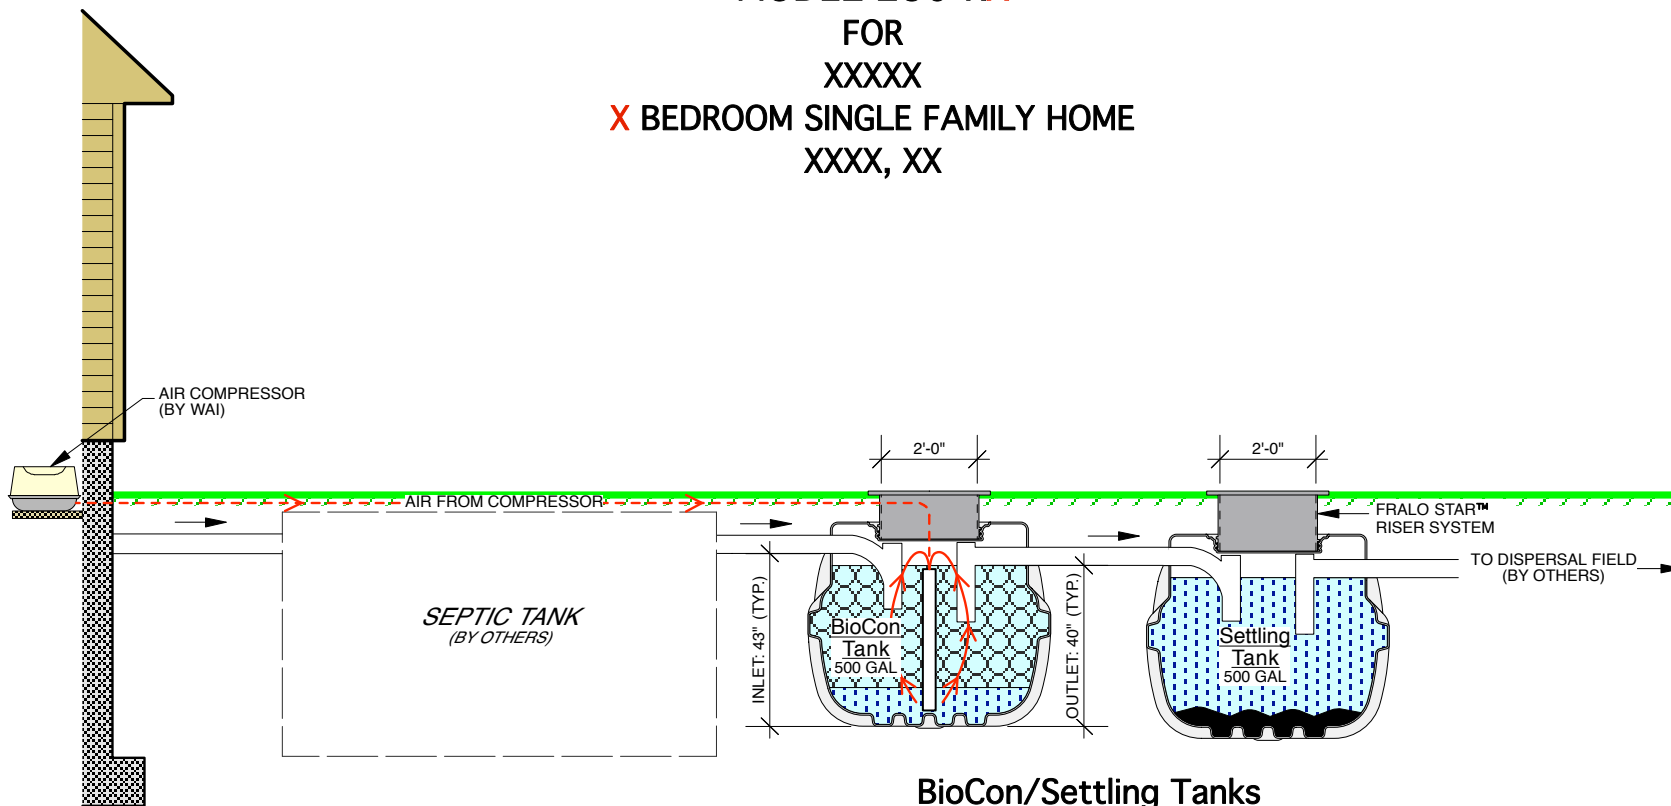 FOR
XXXXX
X BEDROOM SINGLE FAMILY HOME
XXXX, XX
AIR COMPRESSOR
(BY WAI)
2'-0"
2'-0"
AIR FROM COMPRESSOR
FRALO STAR™
RISER SYSTEM
TO DISPERSAL FIELD
(BY OTHERS)
SEPTIC TANK
(BY OTHERS)
INLET: 43" (TYP.)
BioCon
Tank
500 GAL
OUTLET: 40" (TYP.)
Settling
Tank
500 GAL
BioCon/Settling Tanks